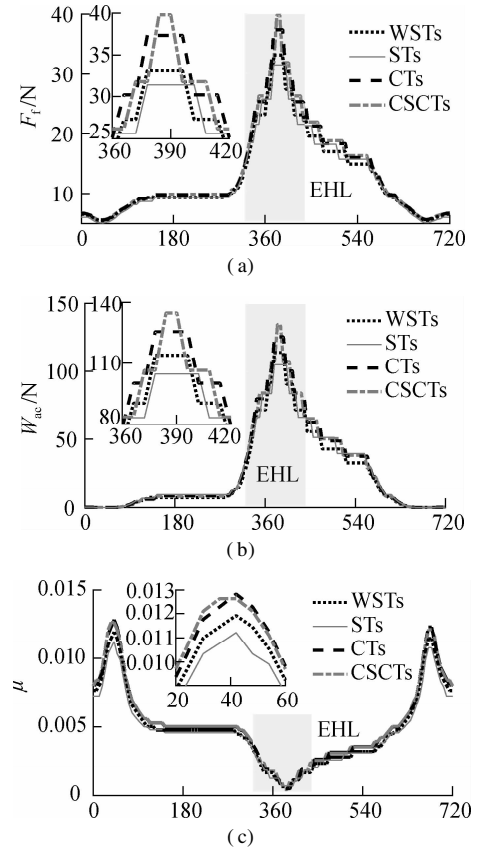 40
30
20
10
F_f/N
40
35
30
25
360 390 420
WSTs
STs
CTs
CSCTs
EHL
0 180 360 540 720
(a)
150
100
50
0
W_ac/N
140
110
80
360 390 420
WSTs
STs
CTs
CSCTs
EHL
0 180 360 540 720
(b)
0.015
0.010
0.005
0
μ
0.013
0.012
0.011
0.010
20 40 60
WSTs
STs
CTs
CSCTs
EHL
0 180 360 540 720
(c)